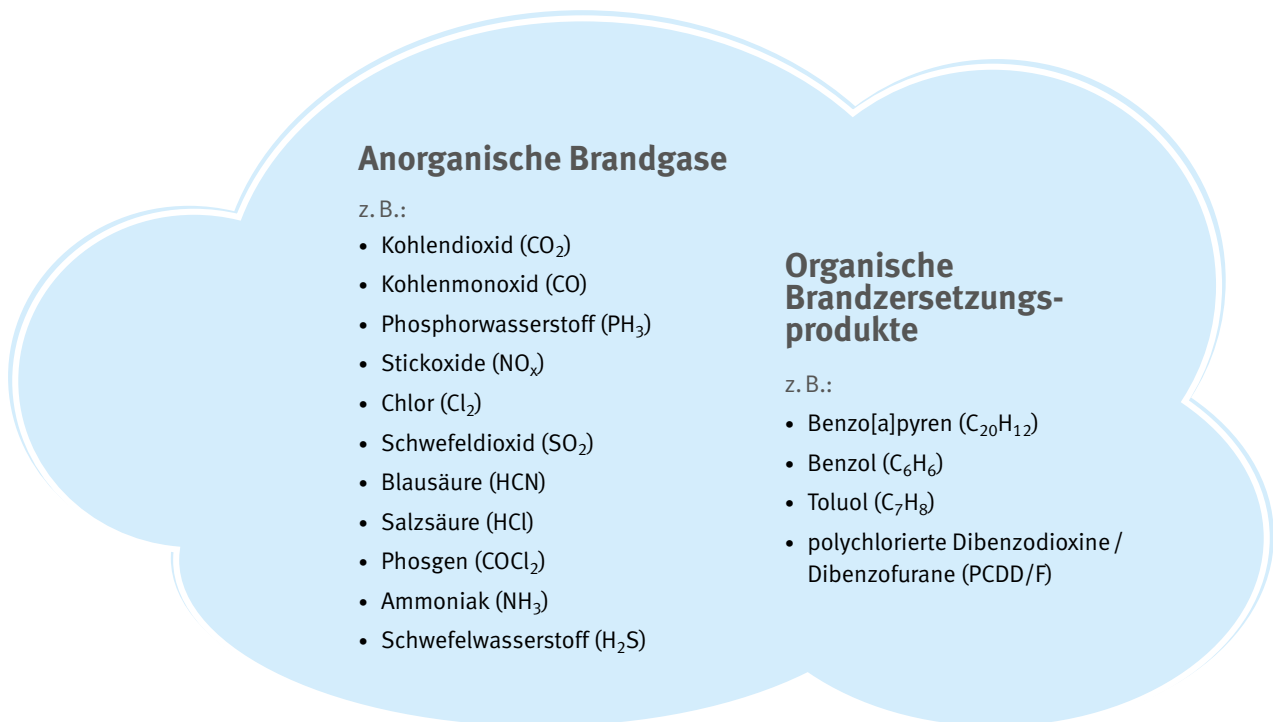 Anorganische Brandgase
z. B.:
• Kohlendioxid (CO₂)
• Kohlenmonoxid (CO)
• Phosphorwasserstoff (PH₃)
• Stickoxide (NOₓ)
• Chlor (Cl₂)
• Schwefeldioxid (SO₂)
• Blausäure (HCN)
• Salzsäure (HCl)
• Phosgen (COCl₂)
• Ammoniak (NH₃)
• Schwefelwasserstoff (H₂S)
Organische
Brandzersetzungs-
produkte
z. B.:
• Benzo[a]pyren (C₂₀H₁₂)
• Benzol (C₆H₆)
• Toluol (C₇H₈)
• polychlorierte Dibenzodioxine /
Dibenzofurane (PCDD/F)